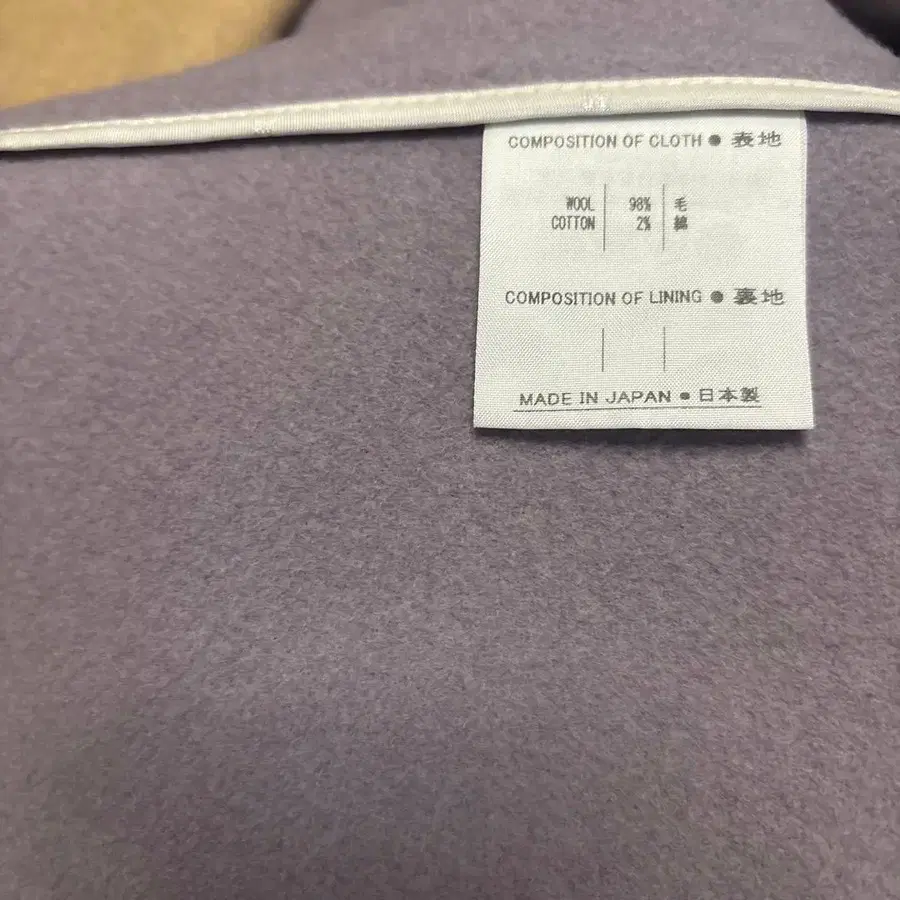 COMPOSITION OF CLOTH ● 表地
WOOL 98% 毛
COTTON 2% 綿
COMPOSITION OF LINING ● 裏地
MADE IN JAPAN ● 日本製